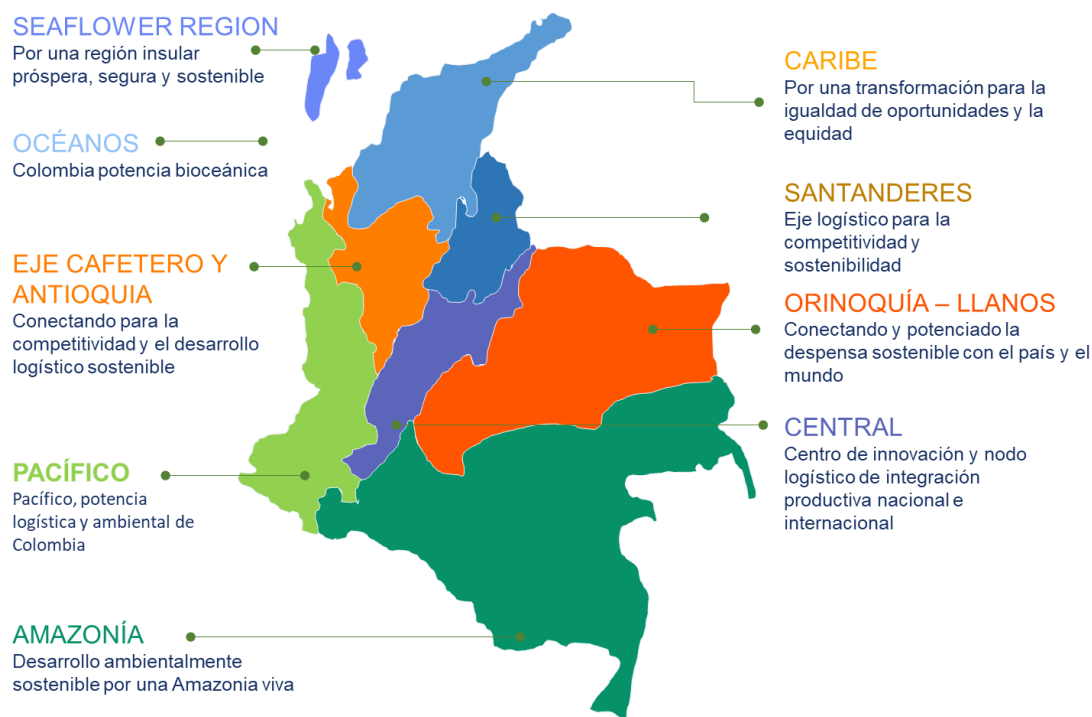 SEAFLOWER REGION
Por una región insular
próspera, segura y sostenible
OCÉANOS
Colombia potencia bioceánica
EJE CAFETERO Y
ANTIOQUIA
Conectando para la
competitividad y el desarrollo
logístico sostenible
PACÍFICO
Pacífico, potencia
logística y ambiental de
Colombia
AMAZONÍA
Desarrollo ambientalmente
sostenible por una Amazonia viva
CARIBE
Por una transformación para la
igualdad de oportunidades y la
equidad
SANTANDERES
Eje logístico para la
competitividad y
sostenibilidad
ORINOQUÍA – LLANOS
Conectando y potenciado la
despensa sostenible con el país y el
mundo
CENTRAL
Centro de innovación y nodo
logístico de integración
productiva nacional e
internacional